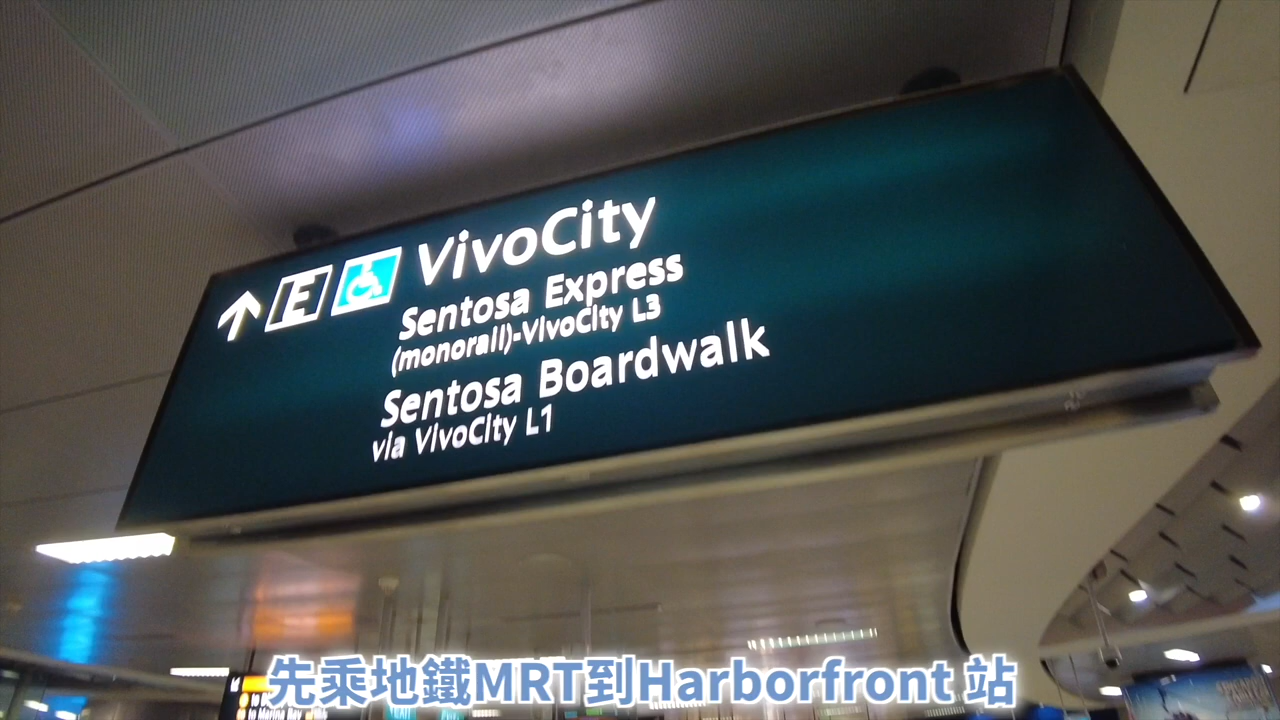 E VivoCity
Sentosa Express
(monorail)-VivoCity L3
Sentosa Boardwalk
via VivoCity L1
先乘地鐵MRT到Harborfront 站